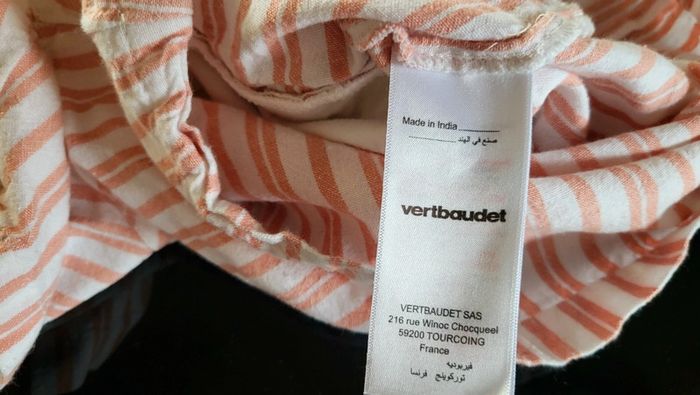 Made in India
صنع في الهند
vertbaudet
VERTBAUDET SAS
216 rue Winoc Chocqueel
59200 TOURCOING
France
فيربوديه
توركوينج فرنسا